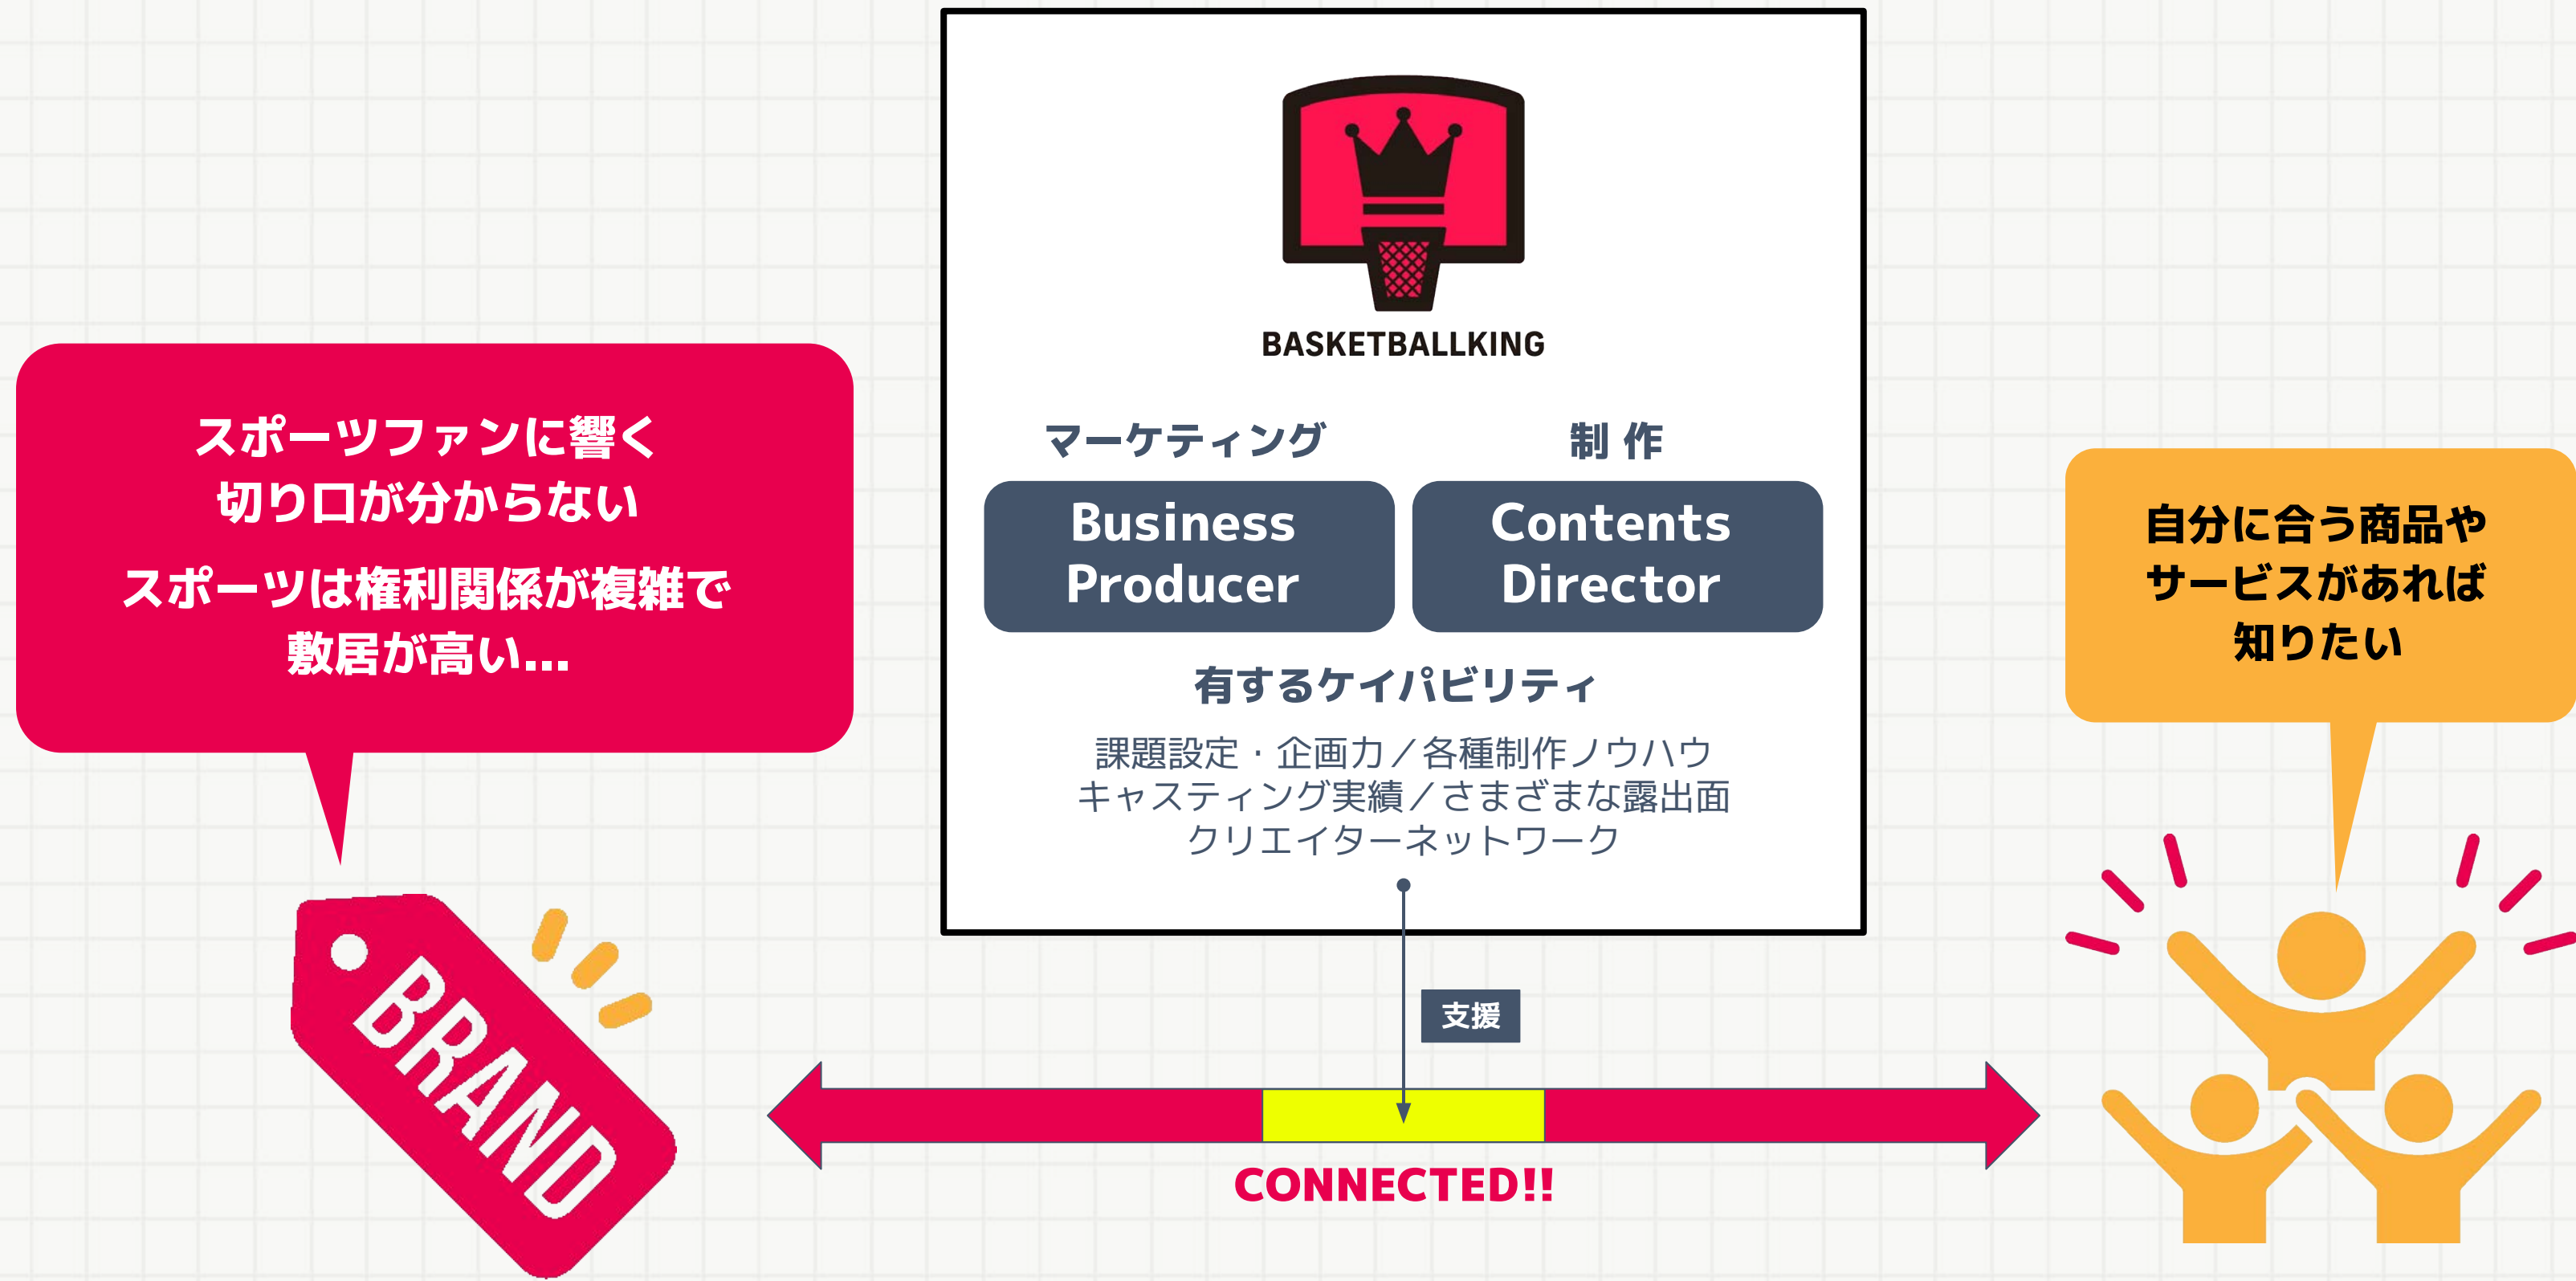 BASKETBALLKING
スポーツファンに響く
切り口が分からない
スポーツは権利関係が複雑で
敷居が高い...
マーケティング
Business
Producer
制 作
Contents
Director
有するケイパビリティ
課題設定・企画力／各種制作ノウハウ
キャスティング実績／さまざまな露出面
クリエイターネットワーク
自分に合う商品や
サービスがあれば
知りたい
BRAND
支援
CONNECTED!!